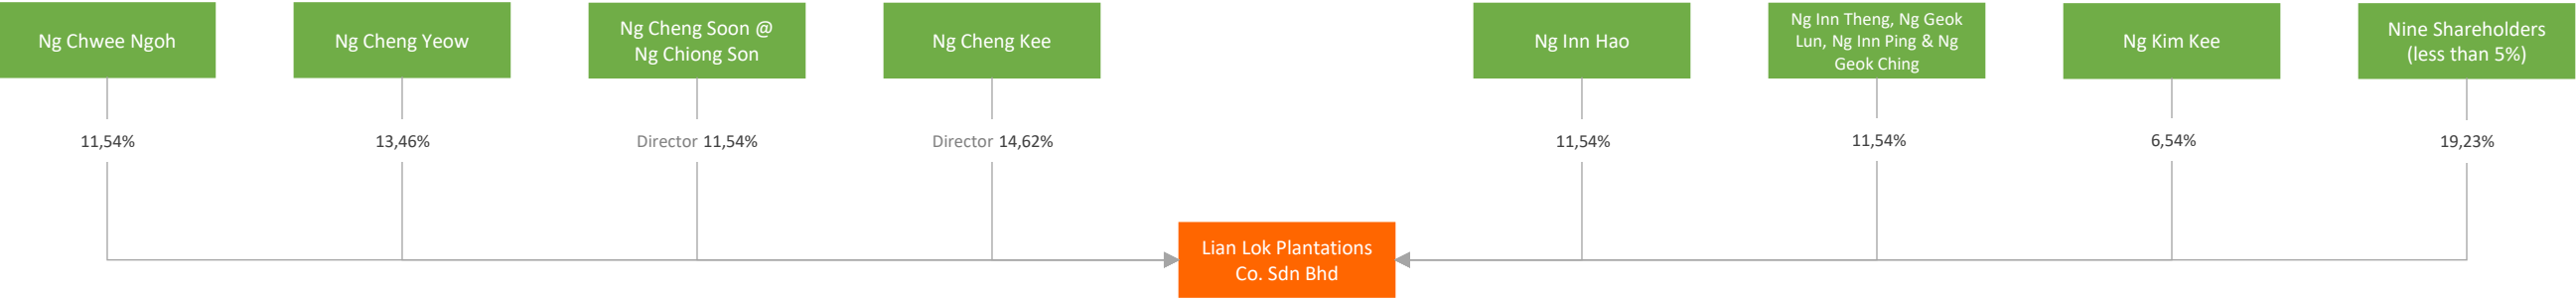 Ng Chwee Ngoh
Ng Cheng Yeow
Ng Cheng Soon @
Ng Chiong Son
Ng Cheng Kee
Ng Inn Hao
Ng Inn Theng, Ng Geok
Lun, Ng Inn Ping & Ng
Geok Ching
Ng Kim Kee
Nine Shareholders
(less than 5%)
11,54%
13,46%
Director 11,54%
Director 14,62%
11,54%
11,54%
6,54%
19,23%
Lian Lok Plantations
Co. Sdn Bhd